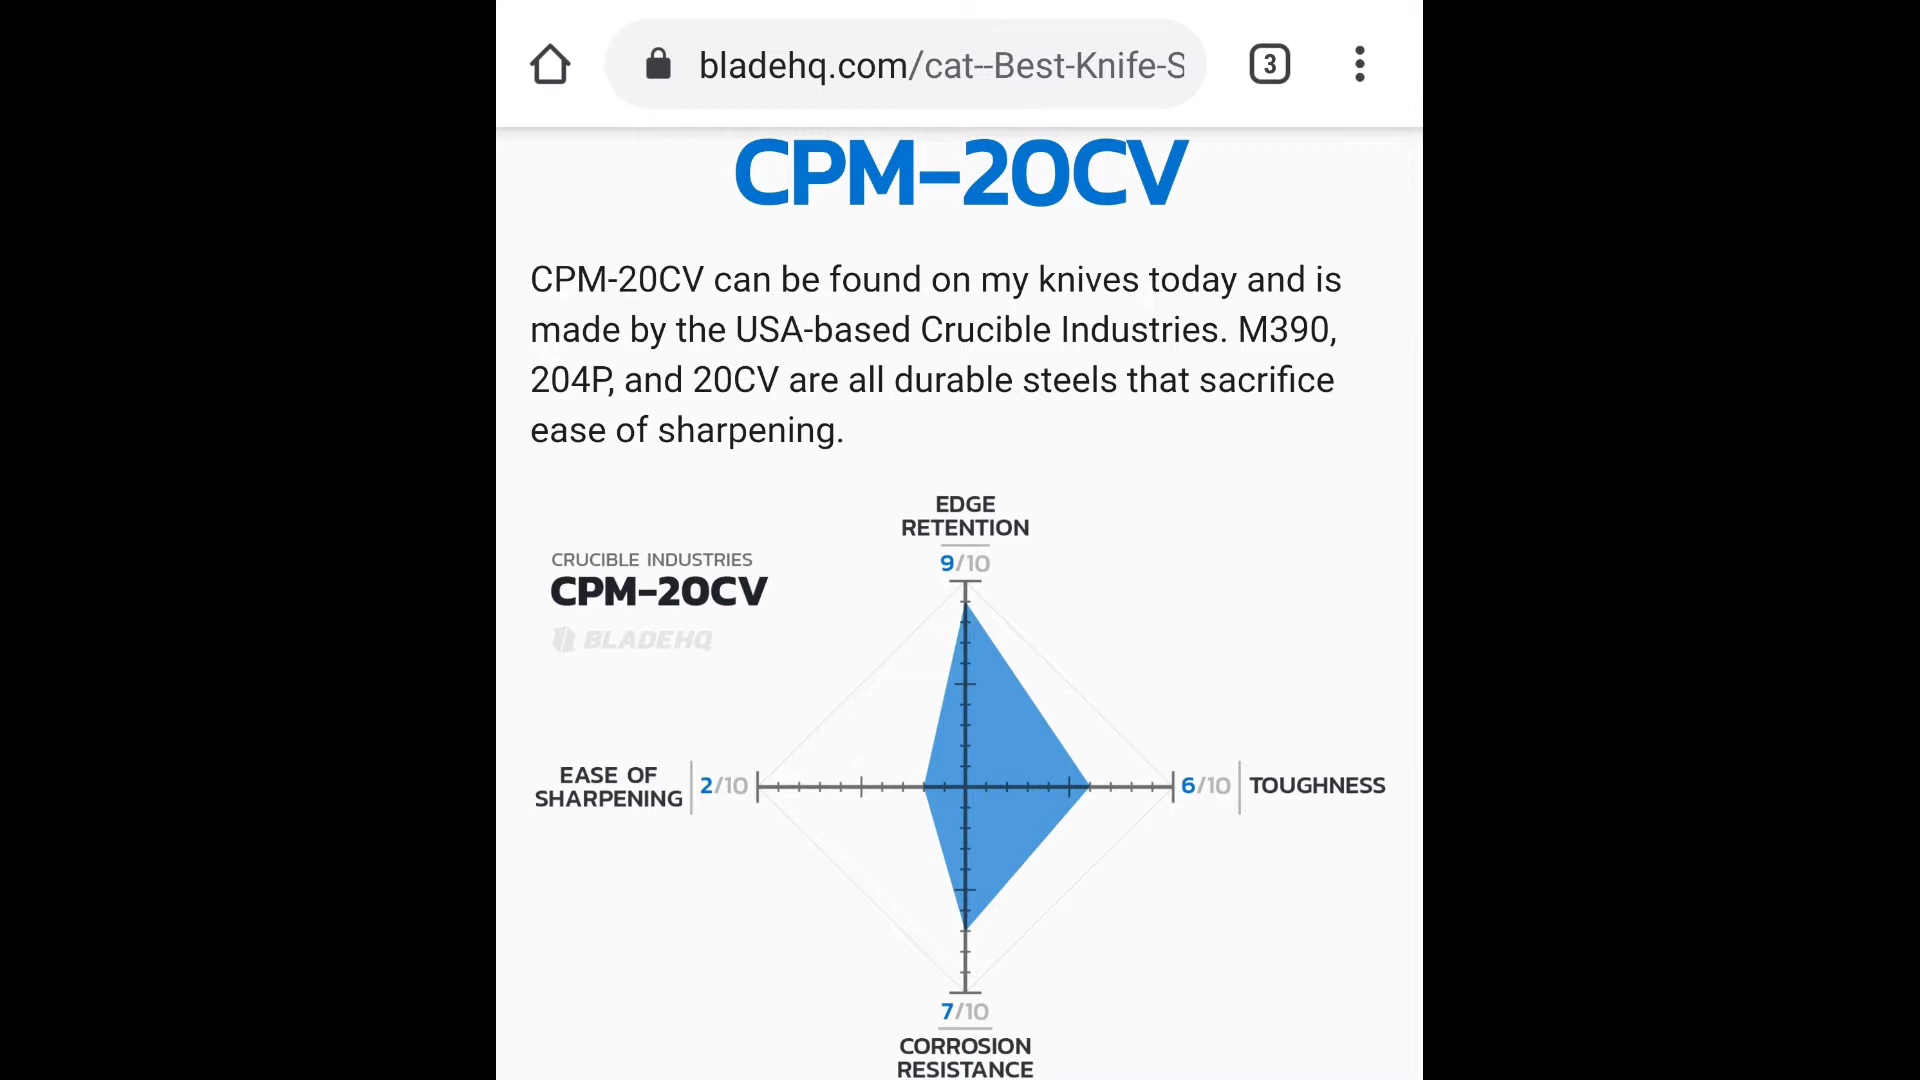 bladehq.com/cat--Best-Knife-S
3
CPM-20CV
CPM-20CV can be found on my knives today and is
made by the USA-based Crucible Industries. M390,
204P, and 20CV are all durable steels that sacrifice
ease of sharpening.
EDGE
RETENTION
9/10
CRUCIBLE INDUSTRIES
CPM-20CV
BLADEHQ
EASE OF
SHARPENING
2/10
6/10
TOUGHNESS
7/10
CORROSION
RESISTANCE